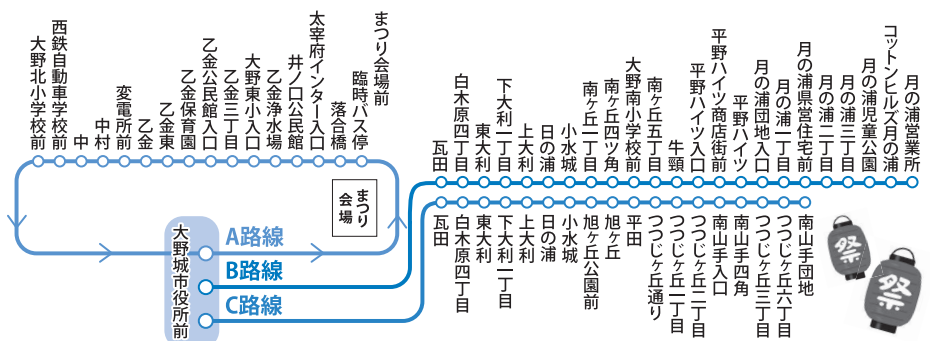 大野北小学校前
西鉄自動車学校前
中
中村
変電所前
乙金
乙金東
乙金保育園
乙金公民館入口
乙金三丁目
大野東小入口
乙金浄水場
井ノ口公民館
太宰府インター入口
落合橋
臨時バス停
まつり会場前
まつり
会場
大野城市役所前
A路線
B路線
C路線
瓦田
白木原四丁目
東大利
下大利一丁目
上大利
日の浦
小水城
南ヶ丘一丁目
南ヶ丘四ツ角
大野南小学校前
南ヶ丘五丁目
牛頸
平野ハイツ入口
平野ハイツ商店街前
平野ハイツ
月の浦団地入口
月の浦一丁目
月の浦県営住宅前
月の浦二丁目
月の浦三丁目
月の浦児童公園
コットンヒルズ月の浦
月の浦営業所
瓦田
白木原四丁目
東大利
下大利一丁目
上大利
日の浦
小水城
旭ヶ丘公園前
旭ヶ丘
平田
つつじヶ丘通り
つつじヶ丘一丁目
つつじヶ丘二丁目
南山手入口
南山手四角
つつじヶ丘三丁目
つつじヶ丘六丁目
南山手団地
祭
祭